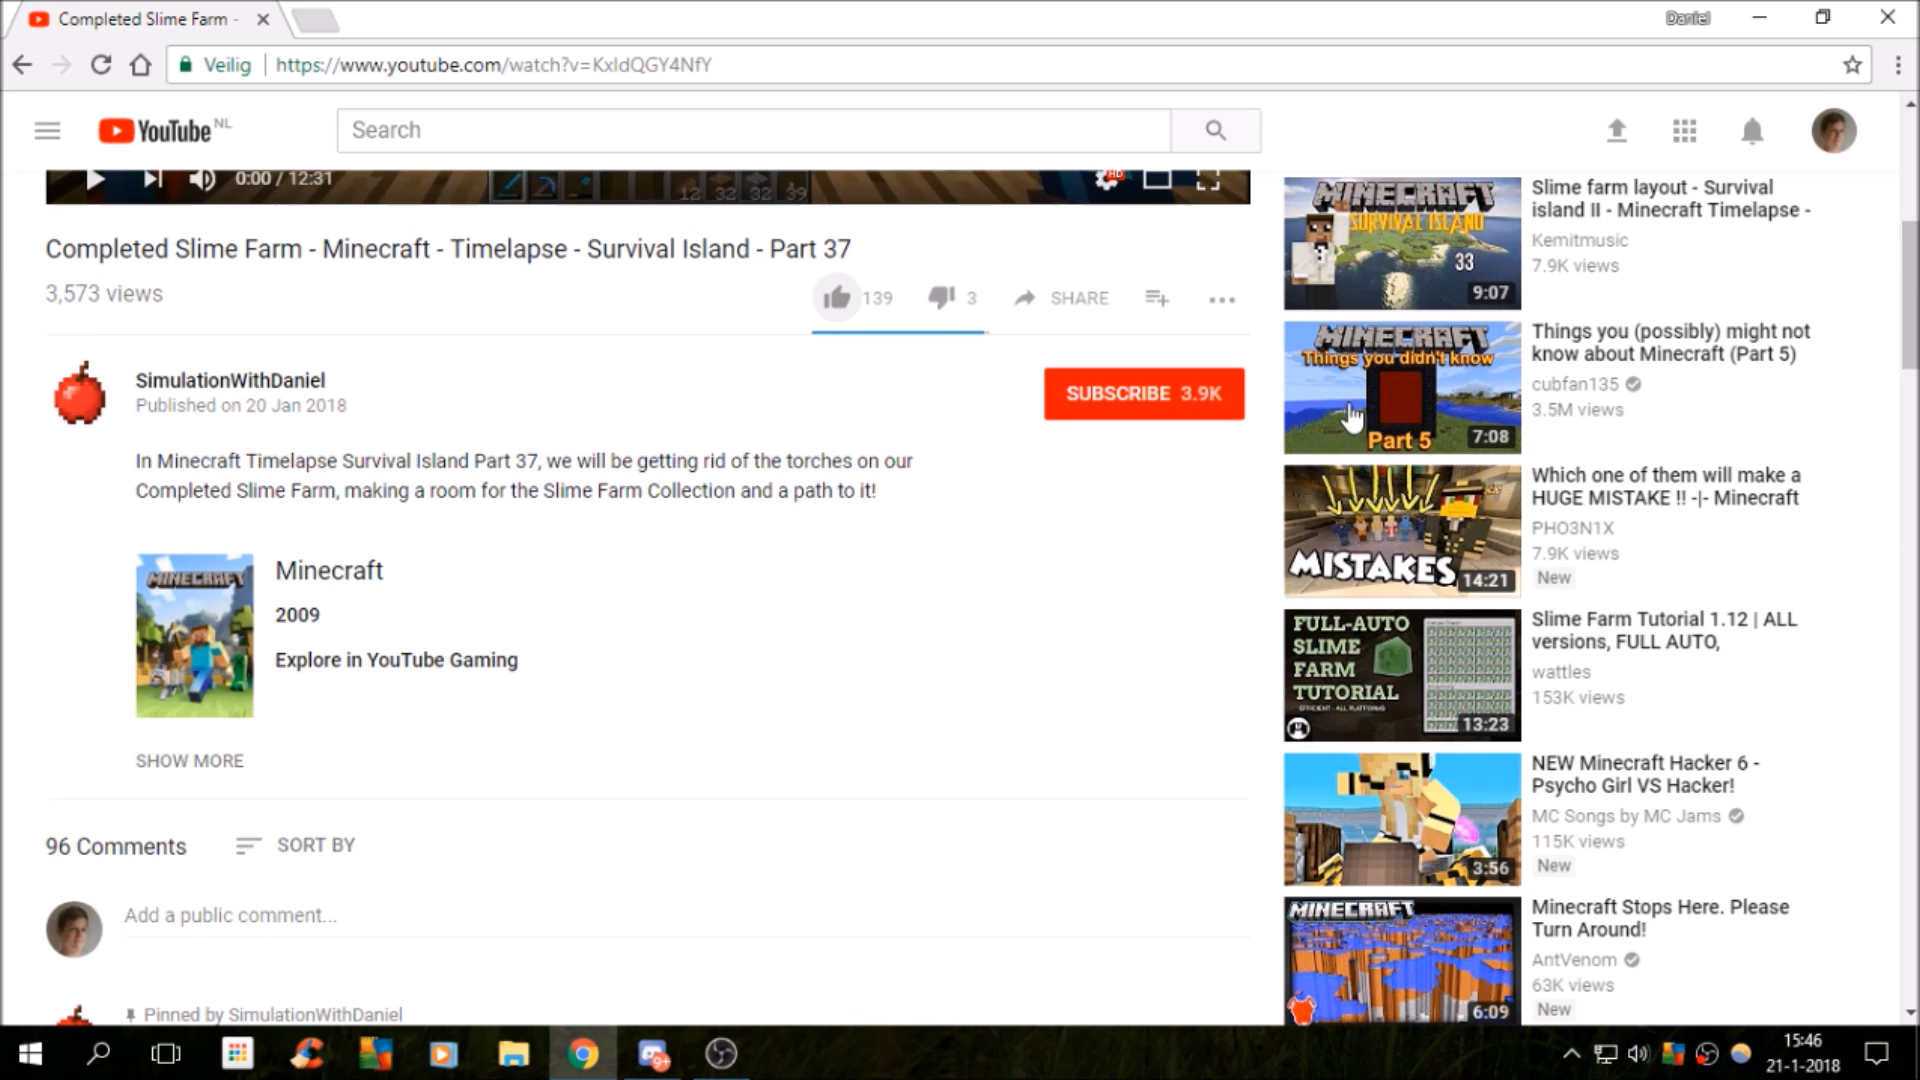 Completed Slime Farm -
Daniel
Veilig
https://www.youtube.com/watch?v=KxIdQGY4NfY
YouTube NL
Search
0:00 / 12:31
HD
12 32 32 39
Completed Slime Farm - Minecraft - Timelapse - Survival Island - Part 37
3,573 views
139
3
SHARE
SimulationWithDaniel
Published on 20 Jan 2018
SUBSCRIBE 3.9K
In Minecraft Timelapse Survival Island Part 37, we will be getting rid of the torches on our
Completed Slime Farm, making a room for the Slime Farm Collection and a path to it!
MINECRAFT
Minecraft
2009
Explore in YouTube Gaming
SHOW MORE
96 Comments
SORT BY
Add a public comment...
Pinned by SimulationWithDaniel
MINECRAFT
SURVIVAL ISLAND
33
9:07
Slime farm layout - Survival
island II - Minecraft Timelapse -
Kemitmusic
7.9K views
MINECRAFT
Things you didn't know
Part 5
7:08
Things you (possibly) might not
know about Minecraft (Part 5)
cubfan135
3.5M views
MISTAKES
14:21
Which one of them will make a
HUGE MISTAKE !! -|- Minecraft
PHO3N1X
7.9K views
New
FULL-AUTO
SLIME
FARM
TUTORIAL
EFFICIENT - ALL PLATFORMS
13:23
Slime Farm Tutorial 1.12 | ALL
versions, FULL AUTO,
wattles
153K views
3:56
NEW Minecraft Hacker 6 -
Psycho Girl VS Hacker!
MC Songs by MC Jams
115K views
New
MINECRAFT
6:09
Minecraft Stops Here. Please
Turn Around!
AntVenom
63K views
New
9+
15:46
21-1-2018